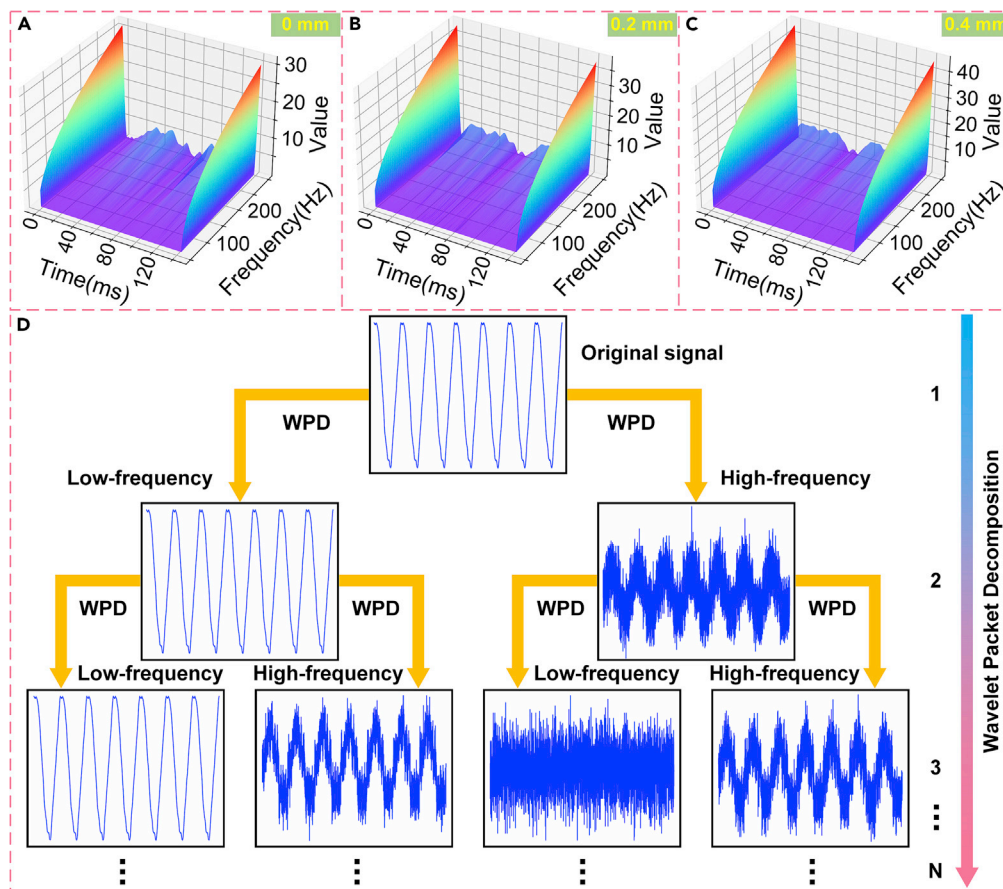 A
0 mm
30
20
10
Value
200
100
Frequency(Hz)
0
40
80
120
Time(ms)
B
0.2 mm
30
20
10
Value
200
100
Frequency(Hz)
0
40
80
120
Time(ms)
C
0.4 mm
40
30
20
10
Value
200
100
Frequency(Hz)
0
40
80
120
Time(ms)
D
Original signal
1
WPD
WPD
Low-frequency
High-frequency
2
WPD
WPD
WPD
WPD
Low-frequency
High-frequency
Low-frequency
High-frequency
3
N
Wavelet Packet Decomposition